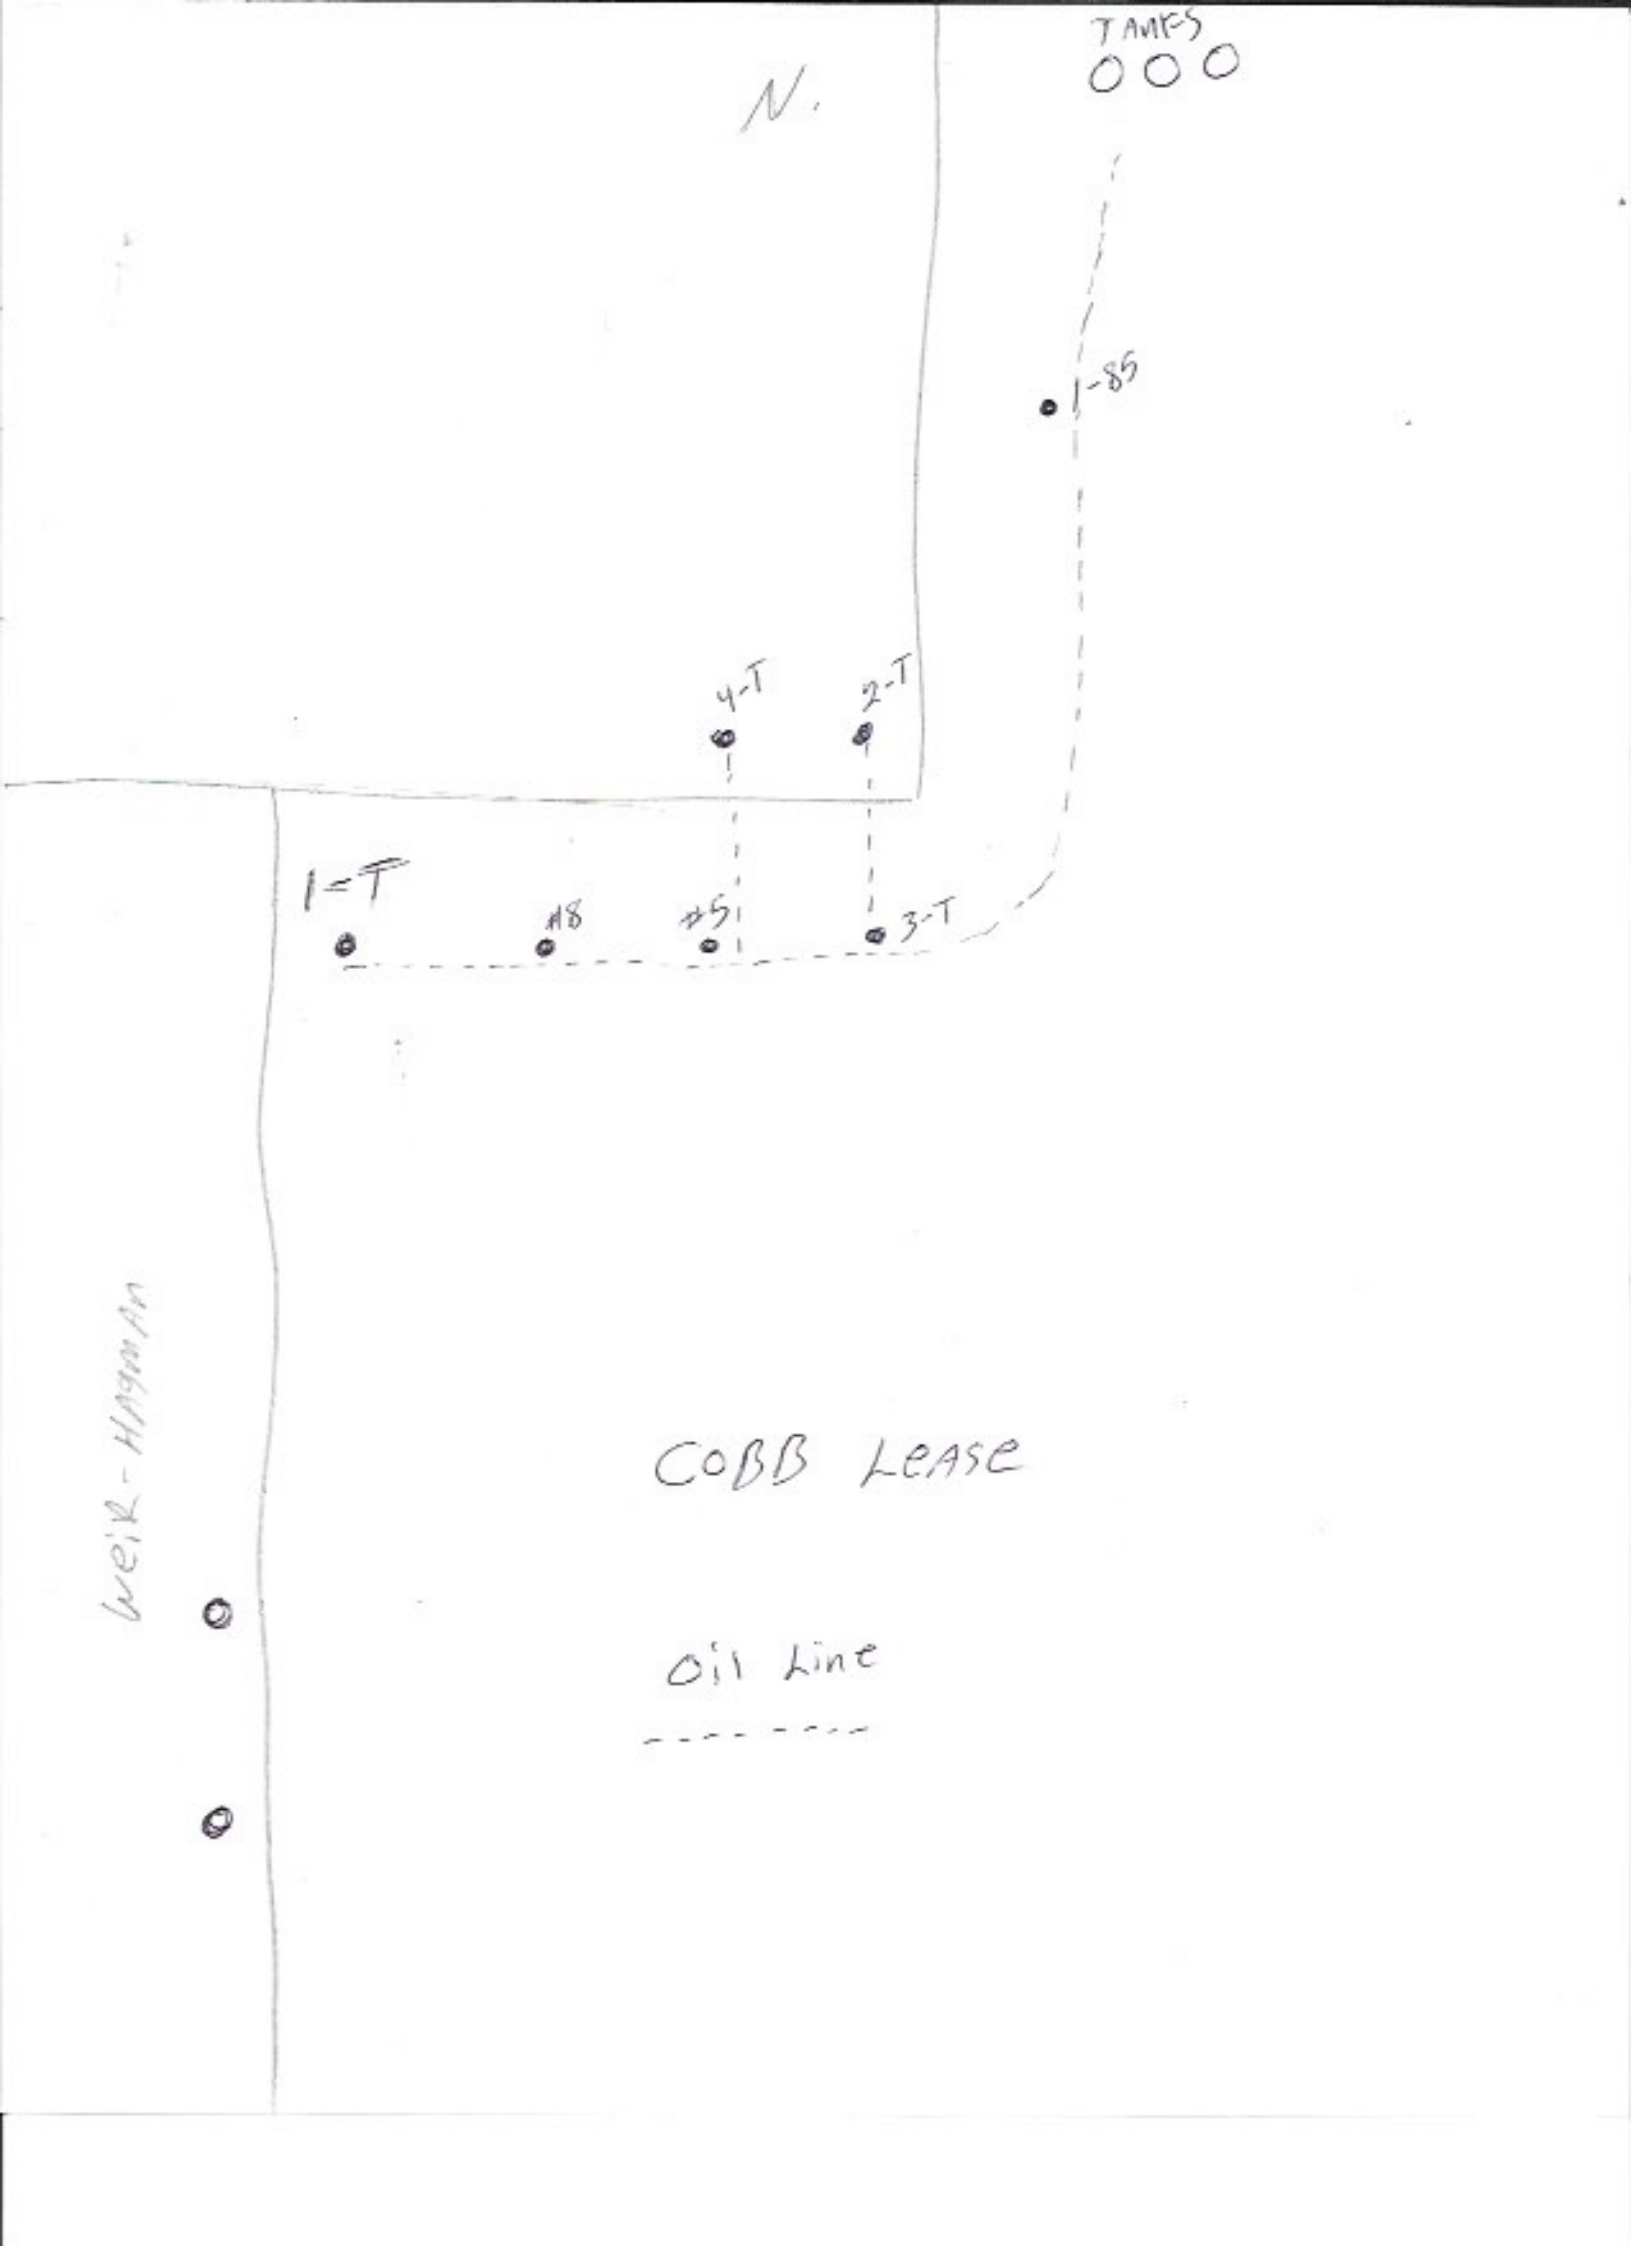 TANKS
N.
1-85
4-T
2-T
1-T
#8
#5
3-T
Weir-HAgmAn
COBB LeASe
Oil Line